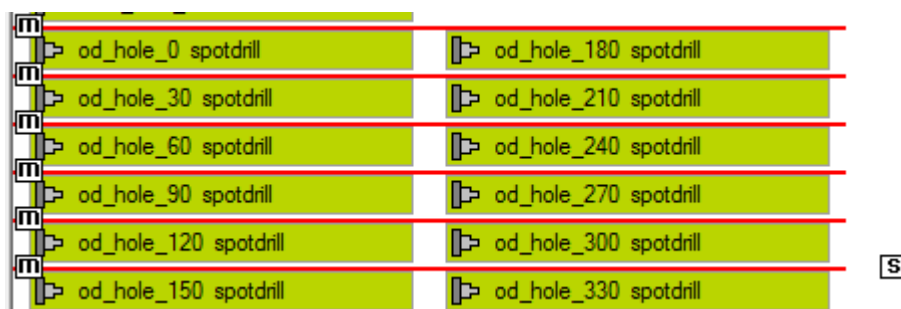 m
od_hole_0 spotdrill od_hole_180 spotdrill
m
od_hole_30 spotdrill od_hole_210 spotdrill
m
od_hole_60 spotdrill od_hole_240 spotdrill
m
od_hole_90 spotdrill od_hole_270 spotdrill
m
od_hole_120 spotdrill od_hole_300 spotdrill
m S
od_hole_150 spotdrill od_hole_330 spotdrill